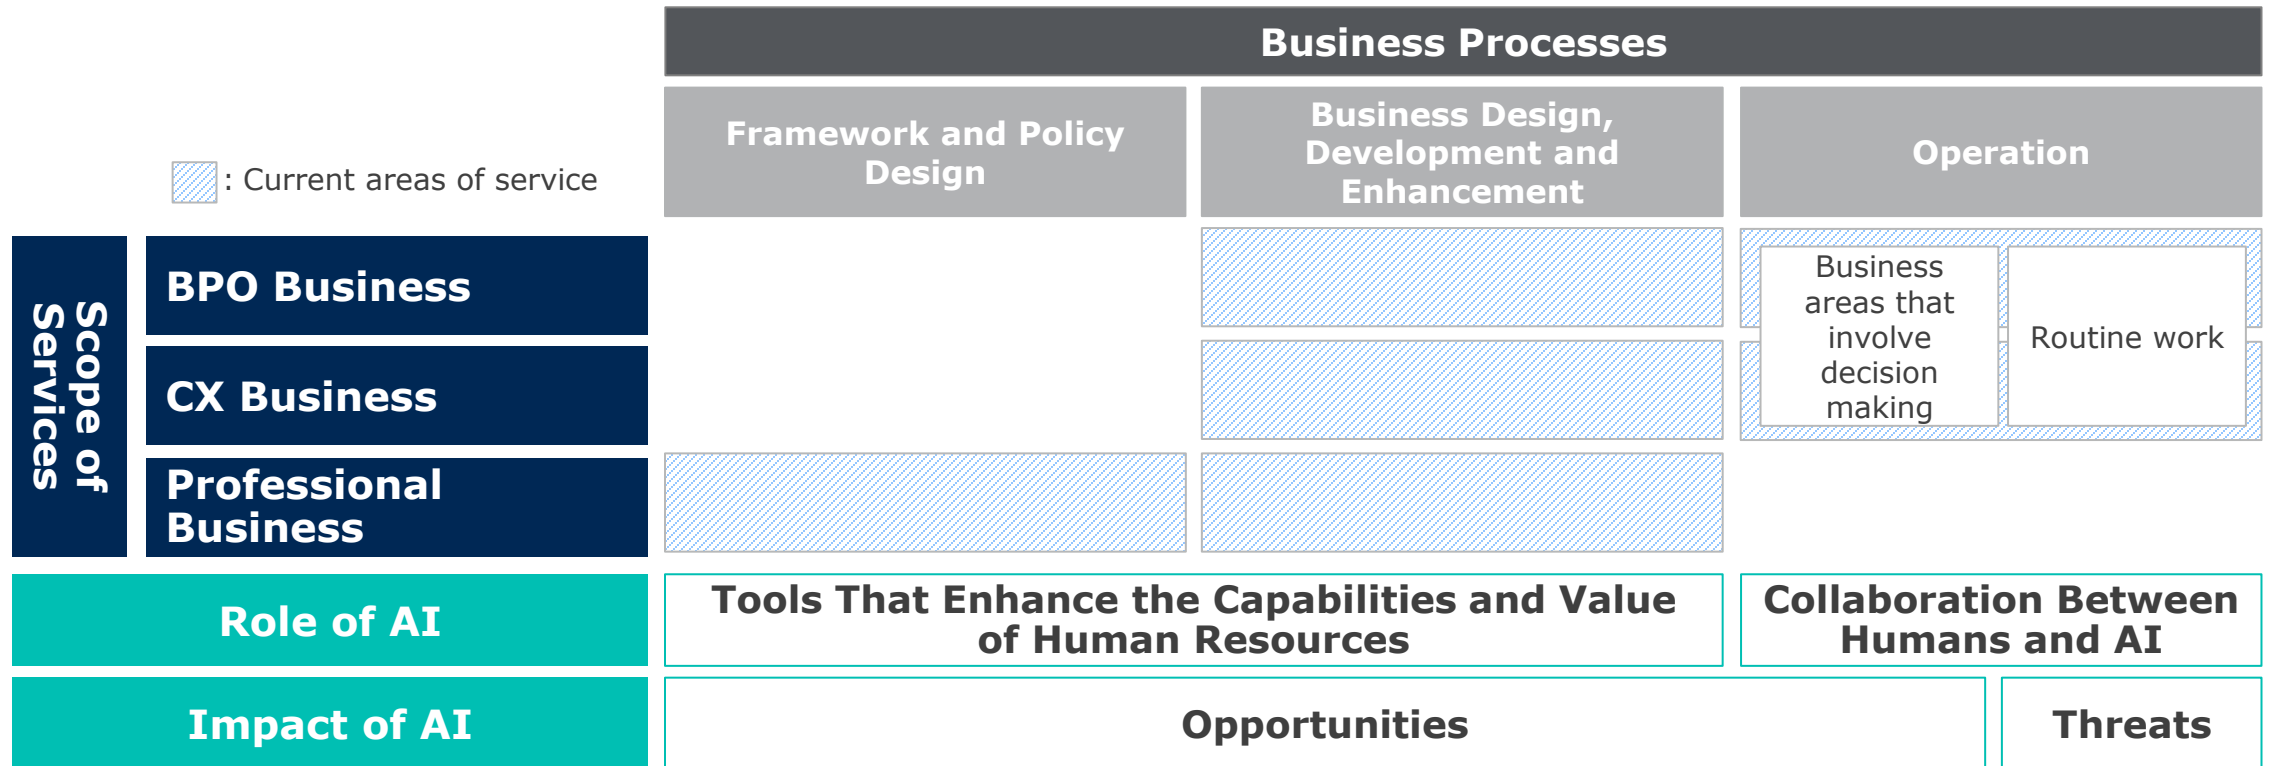 Business Processes
Framework and Policy
Design
Business Design,
Development and
Enhancement
Operation
: Current areas of service
Scope of
Services
BPO Business
CX Business
Professional
Business
Business
areas that
involve
decision
making
Routine work
Role of AI
Tools That Enhance the Capabilities and Value
of Human Resources
Collaboration Between
Humans and AI
Impact of AI
Opportunities
Threats